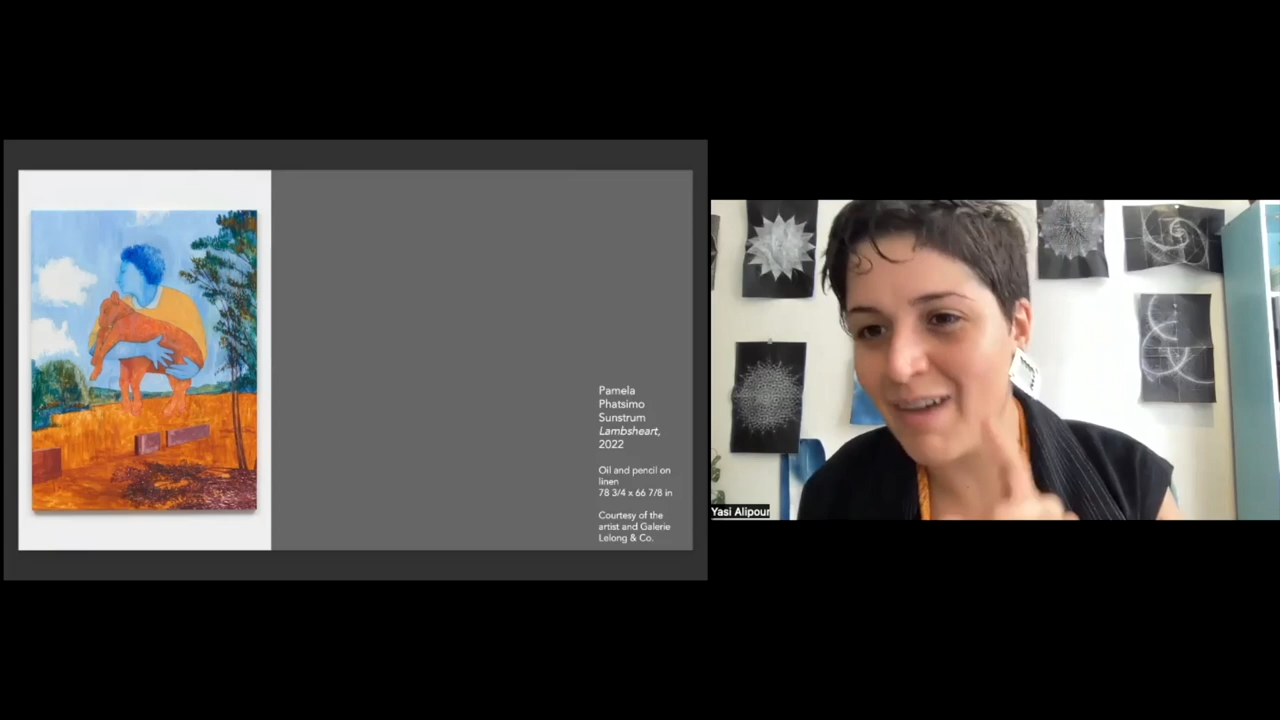 Pamela
Phatsimo
Sunstrum
Lambsheart,
2022
Oil and pencil on
linen
78 3/4 x 66 7/8 in
Courtesy of the
artist and Galerie
Lelong & Co.
Yasi Alipour